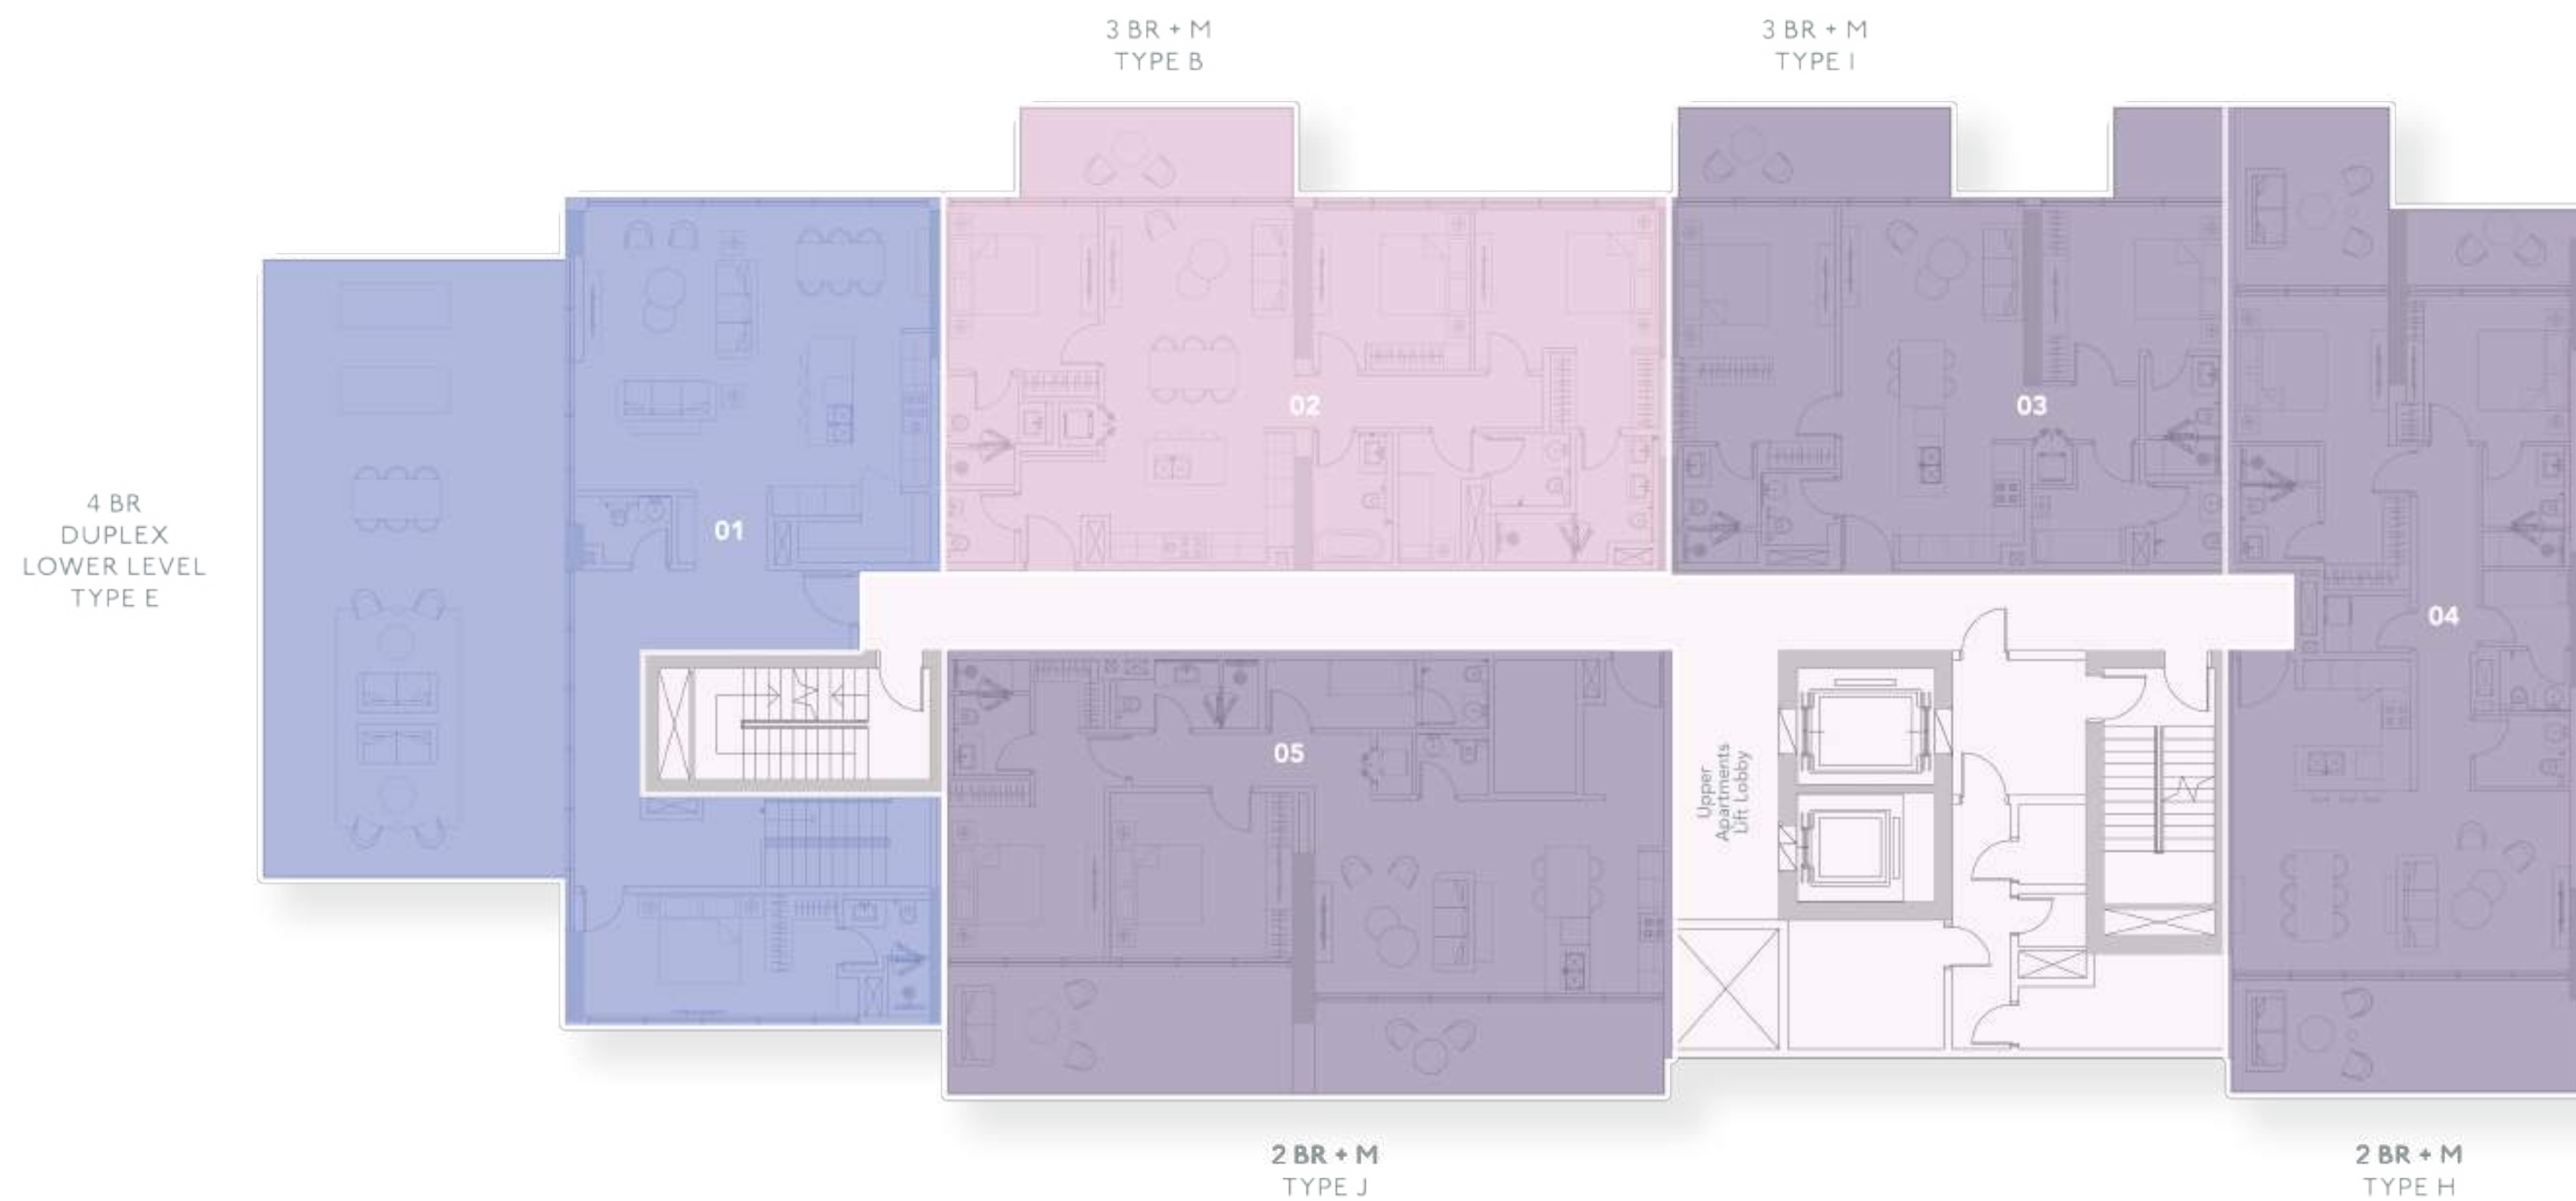 3 BR + M
TYPE B
3 BR + M
TYPE I
4 BR
DUPLEX
LOWER LEVEL
TYPE E
01
02
03
04
05
Upper
Apartments
Lift Lobby
2 BR + M
TYPE J
2 BR + M
TYPE H